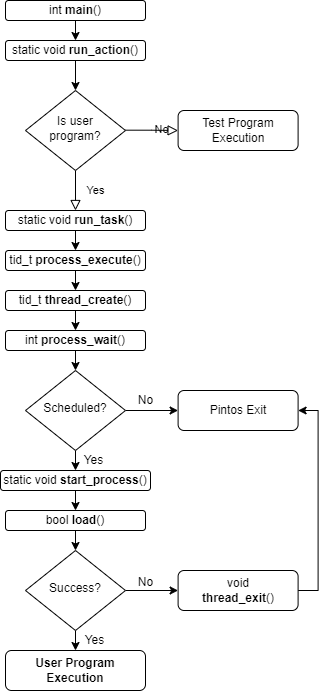 int main()
static void run_action()
Is user
program?
No
Test Program
Execution
Yes
static void run_task()
tid_t process_execute()
tid_t thread_create()
int process_wait()
Scheduled?
No
Pintos Exit
Yes
static void start_process()
bool load()
Success?
No
void
thread_exit()
Yes
User Program
Execution